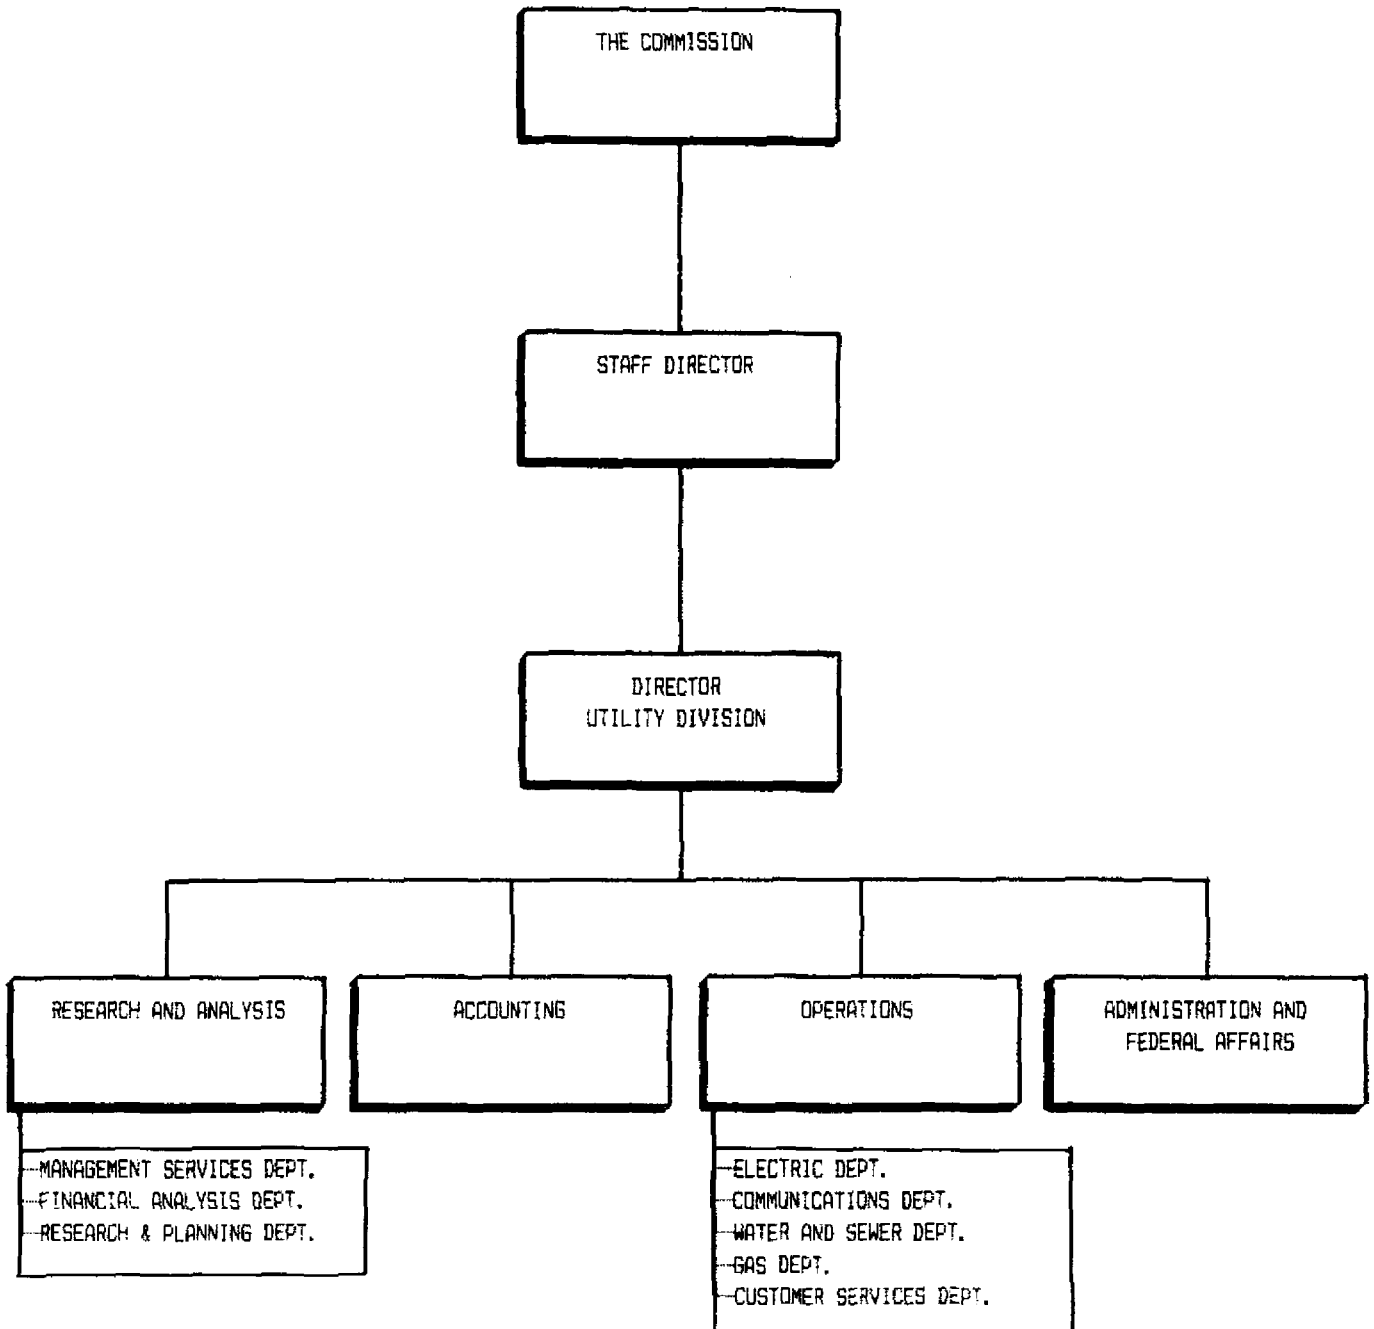 THE COMMISSION
STAFF DIRECTOR
DIRECTOR
UTILITY DIVISION
RESEARCH AND ANALYSIS
ACCOUNTING
OPERATIONS
ADMINISTRATION AND
FEDERAL AFFAIRS
MANAGEMENT SERVICES DEPT.
FINANCIAL ANALYSIS DEPT.
RESEARCH & PLANNING DEPT.
ELECTRIC DEPT.
COMMUNICATIONS DEPT.
WATER AND SEWER DEPT.
GAS DEPT.
CUSTOMER SERVICES DEPT.